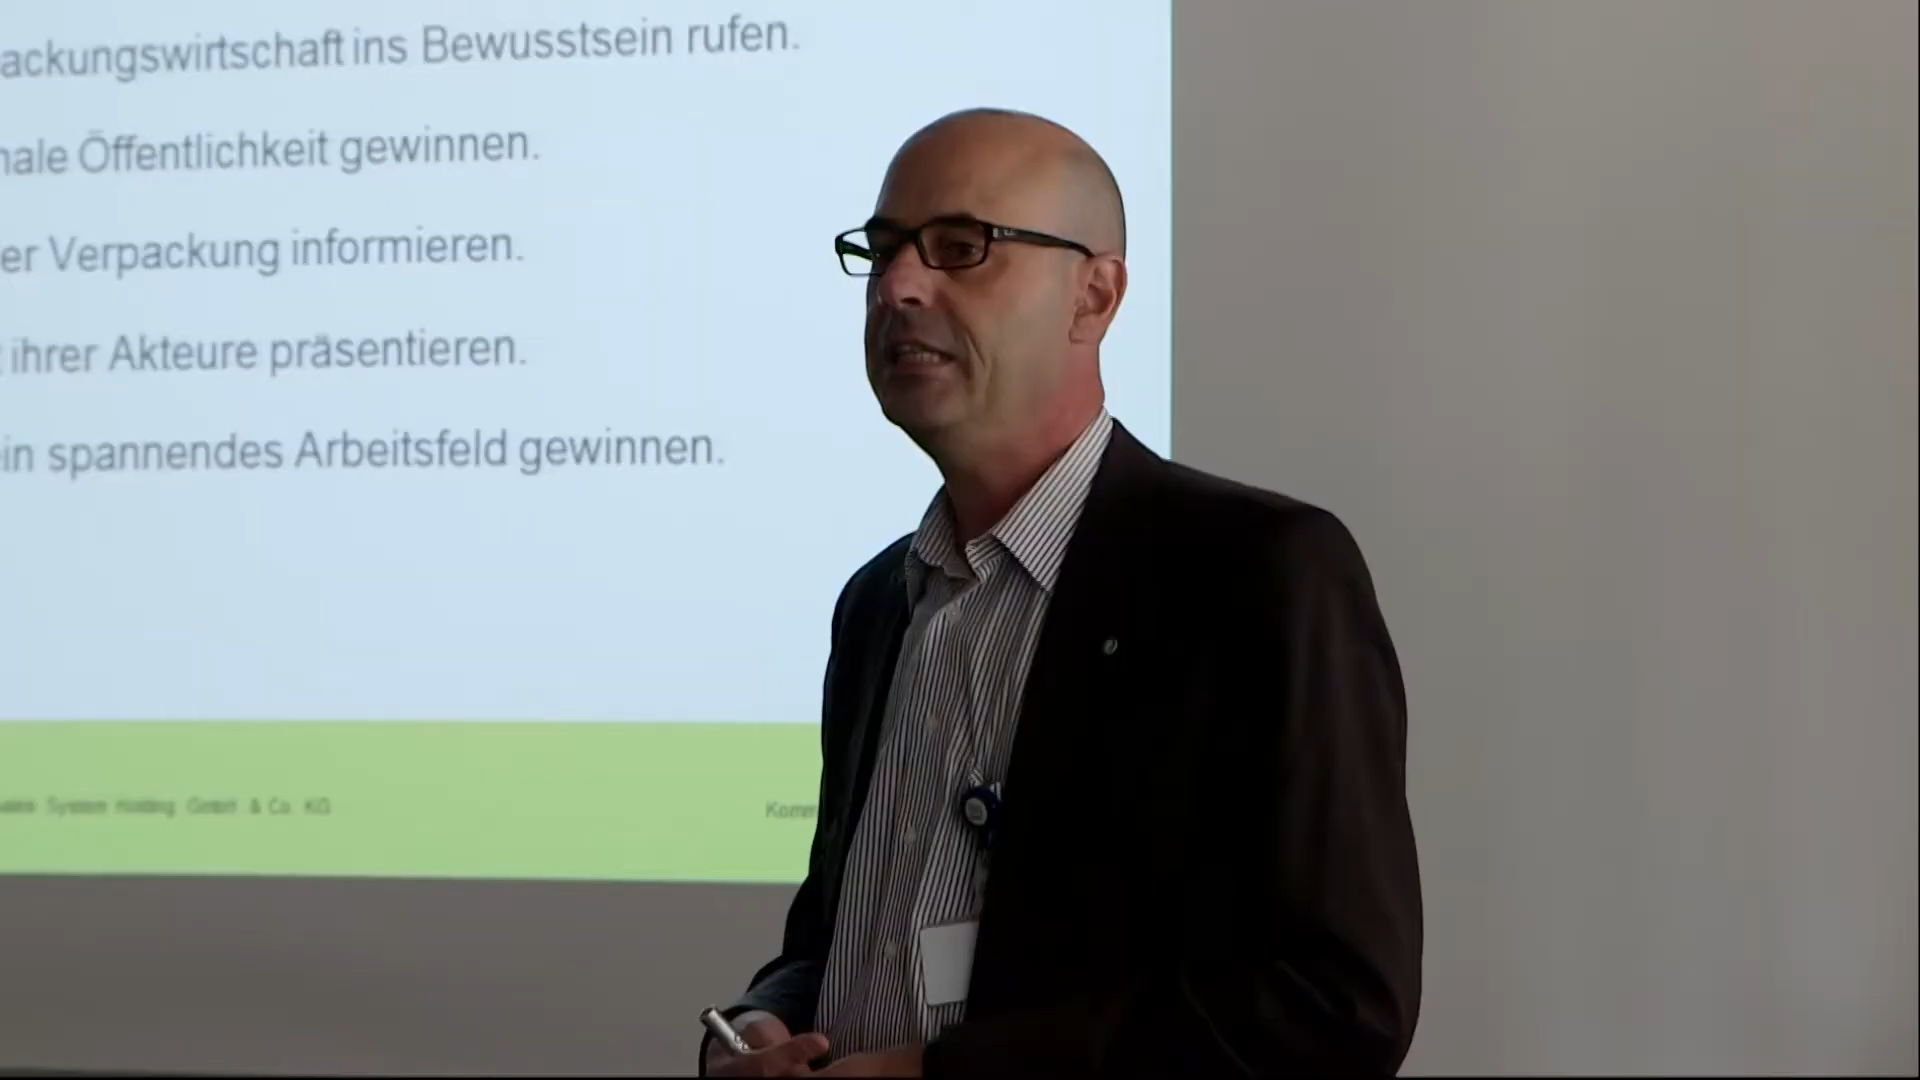 ackungswirtschaft ins Bewusstsein rufen.
nale Öffentlichkeit gewinnen.
er Verpackung informieren.
ihrer Akteure präsentieren.
in spannendes Arbeitsfeld gewinnen.
System Holding GmbH & Co. KG
Komm